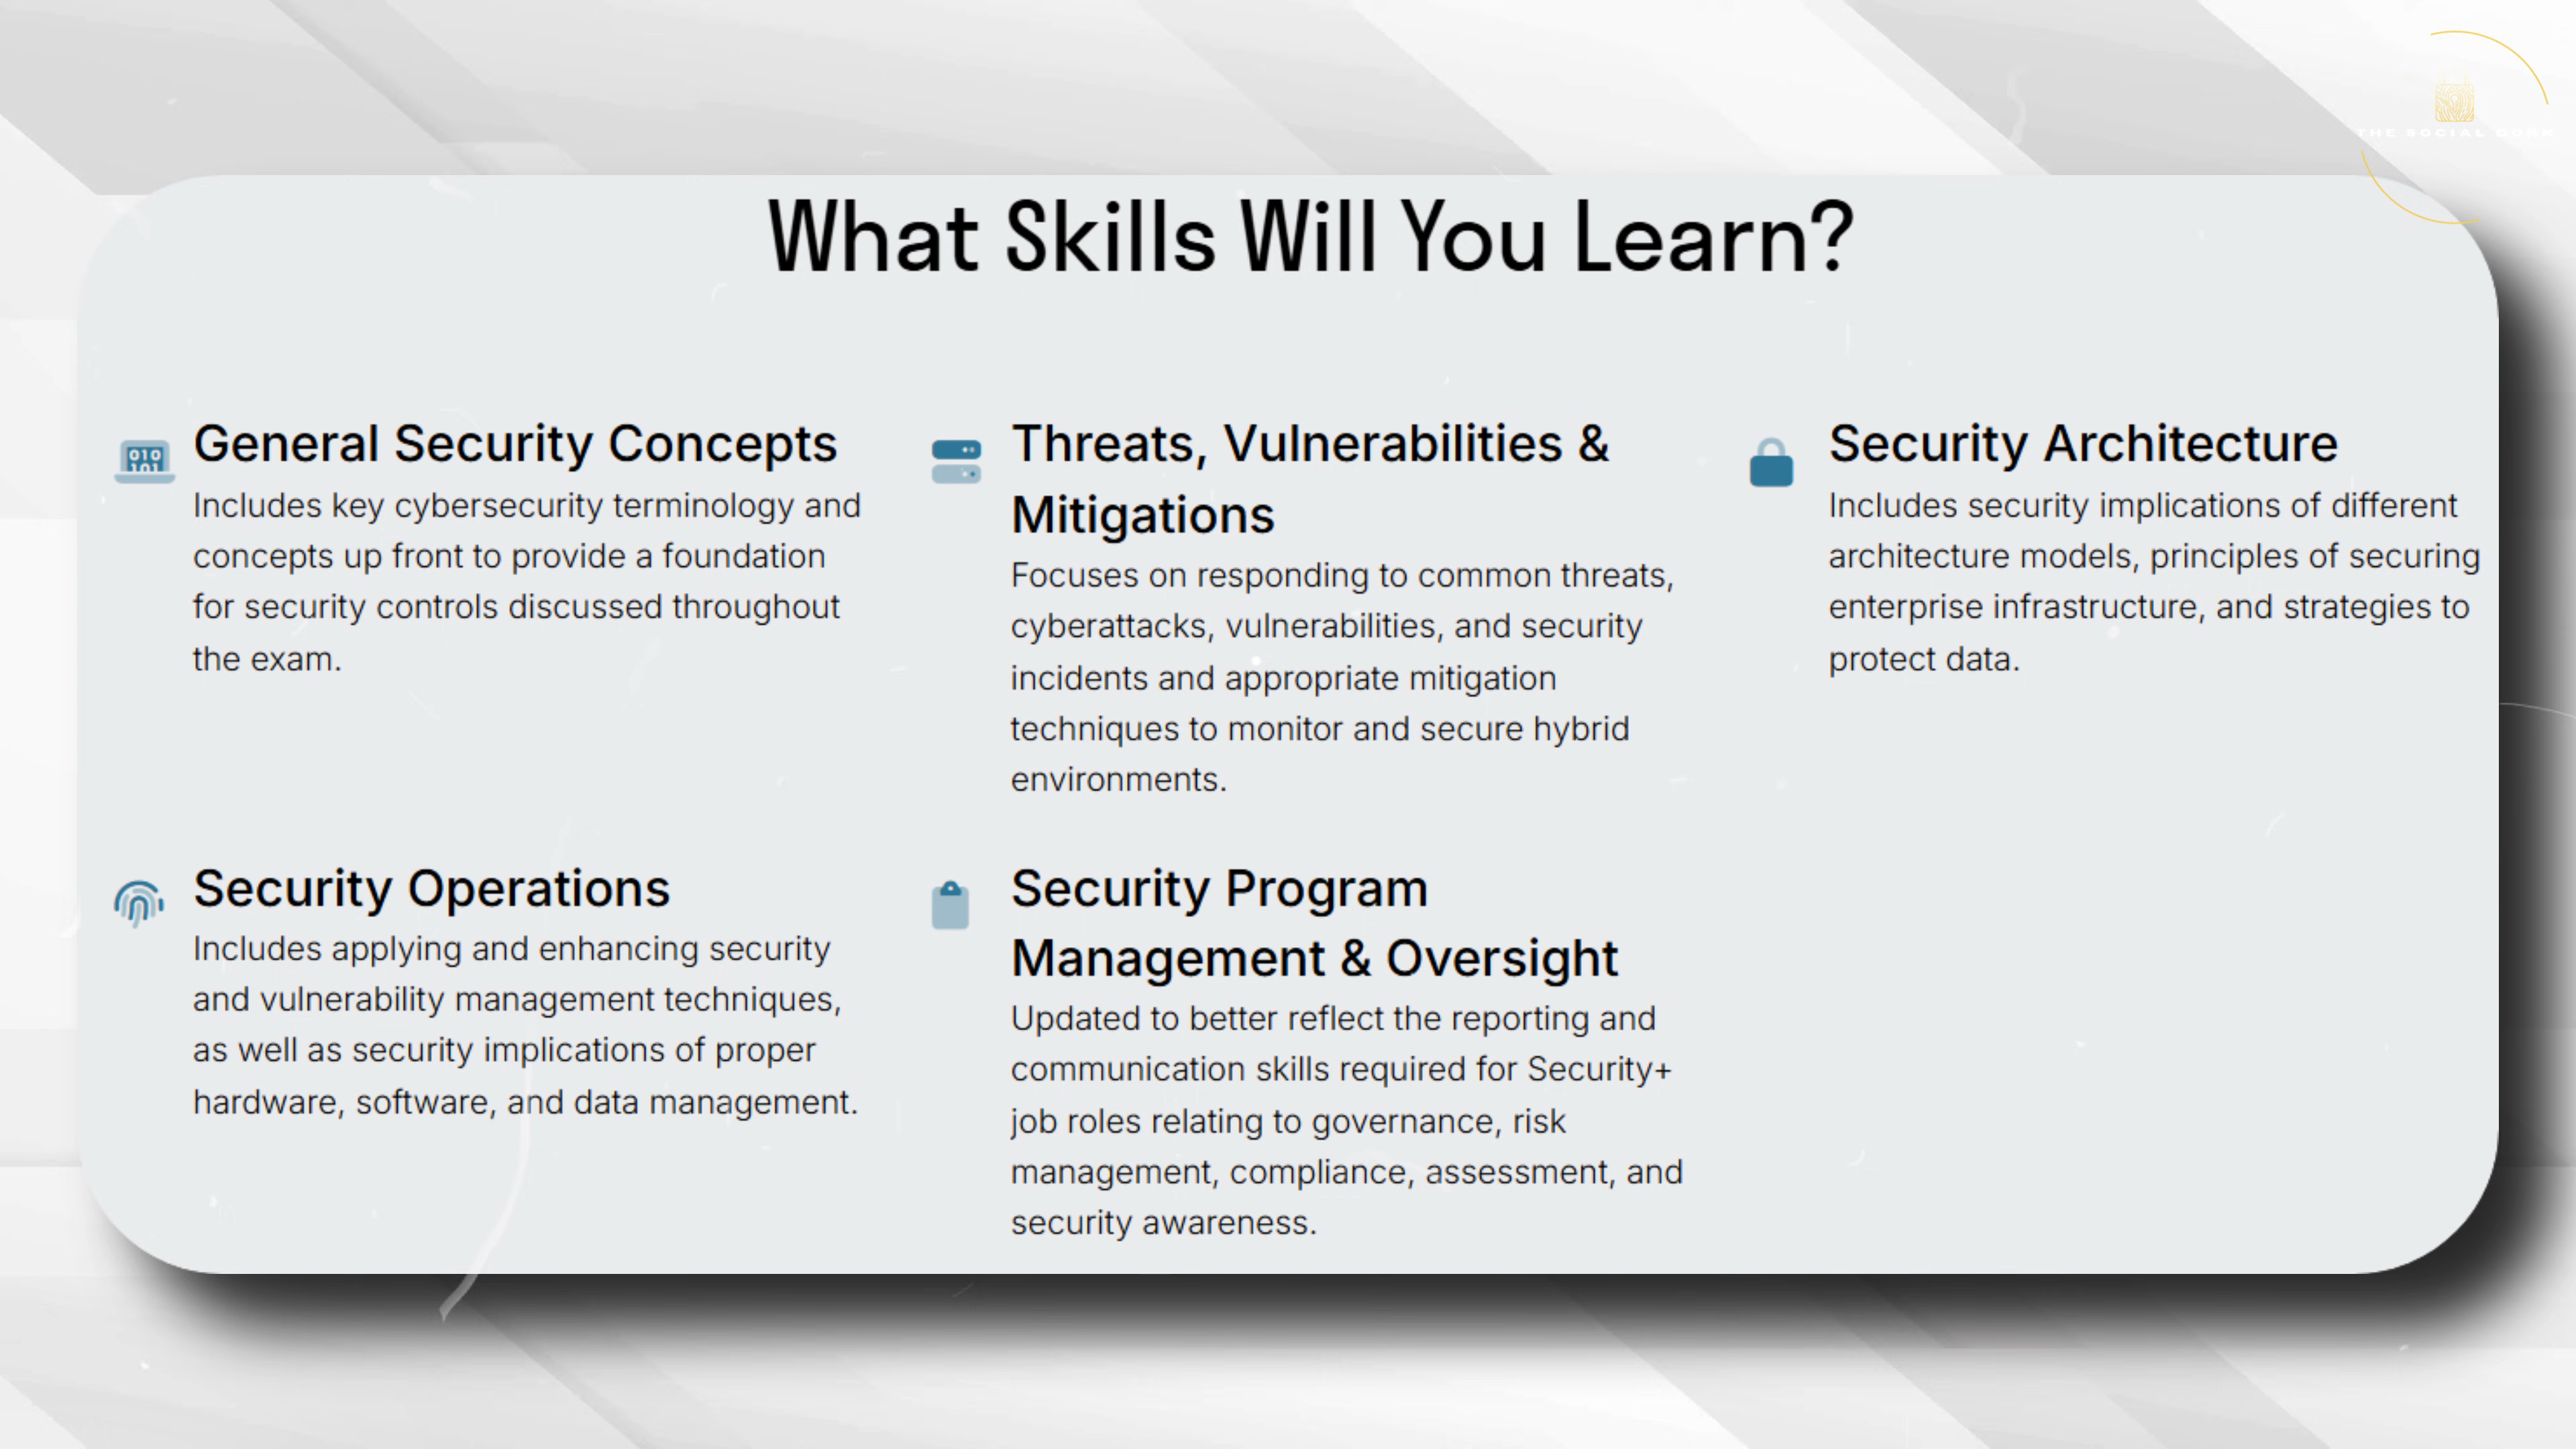 THE SOCIAL DORK
What Skills Will You Learn?
010
101
General Security Concepts
Includes key cybersecurity terminology and
concepts up front to provide a foundation
for security controls discussed throughout
the exam.
Threats, Vulnerabilities &
Mitigations
Focuses on responding to common threats,
cyberattacks, vulnerabilities, and security
incidents and appropriate mitigation
techniques to monitor and secure hybrid
environments.
Security Architecture
Includes security implications of different
architecture models, principles of securing
enterprise infrastructure, and strategies to
protect data.
Security Operations
Includes applying and enhancing security
and vulnerability management techniques,
as well as security implications of proper
hardware, software, and data management.
Security Program
Management & Oversight
Updated to better reflect the reporting and
communication skills required for Security+
job roles relating to governance, risk
management, compliance, assessment, and
security awareness.